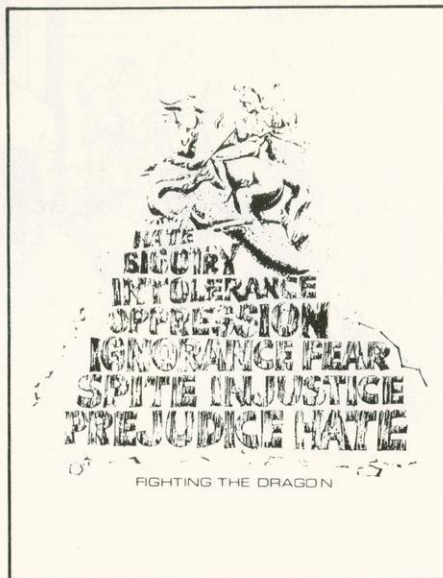 HATE
BIGOTRY
INTOLERANCE
OPPRESSION
IGNORANCE FEAR
SPITE INJUSTICE
PREJUDICE HATE
FIGHTING THE DRAGON